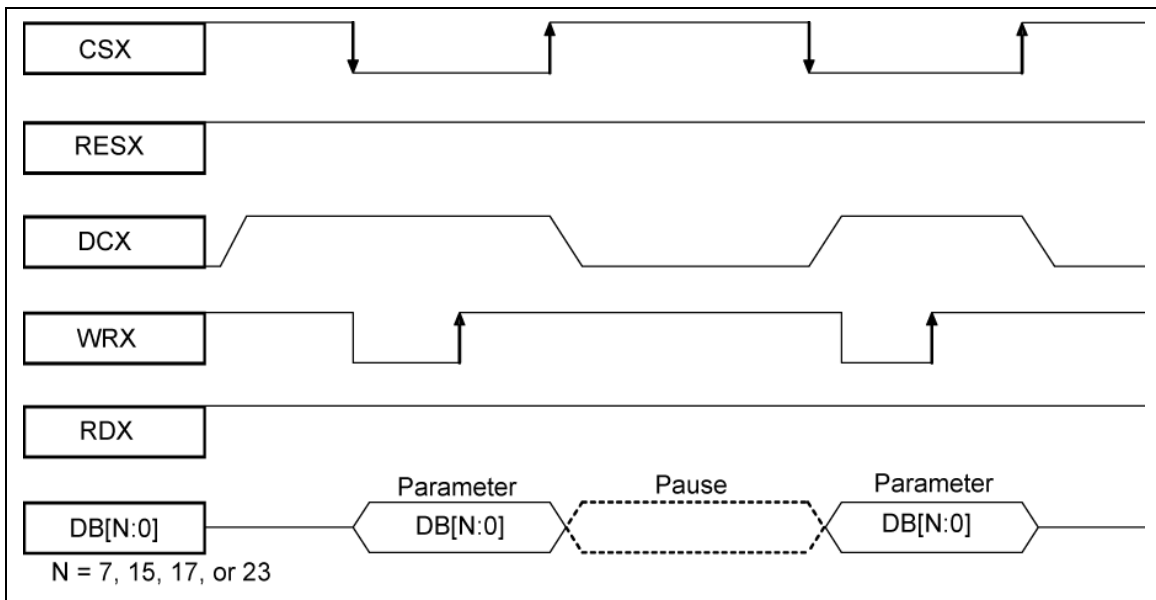 CSX
RESX
DCX
WRX
RDX
Parameter Pause Parameter
DB[N:0] DB[N:0] DB[N:0]
N = 7, 15, 17, or 23